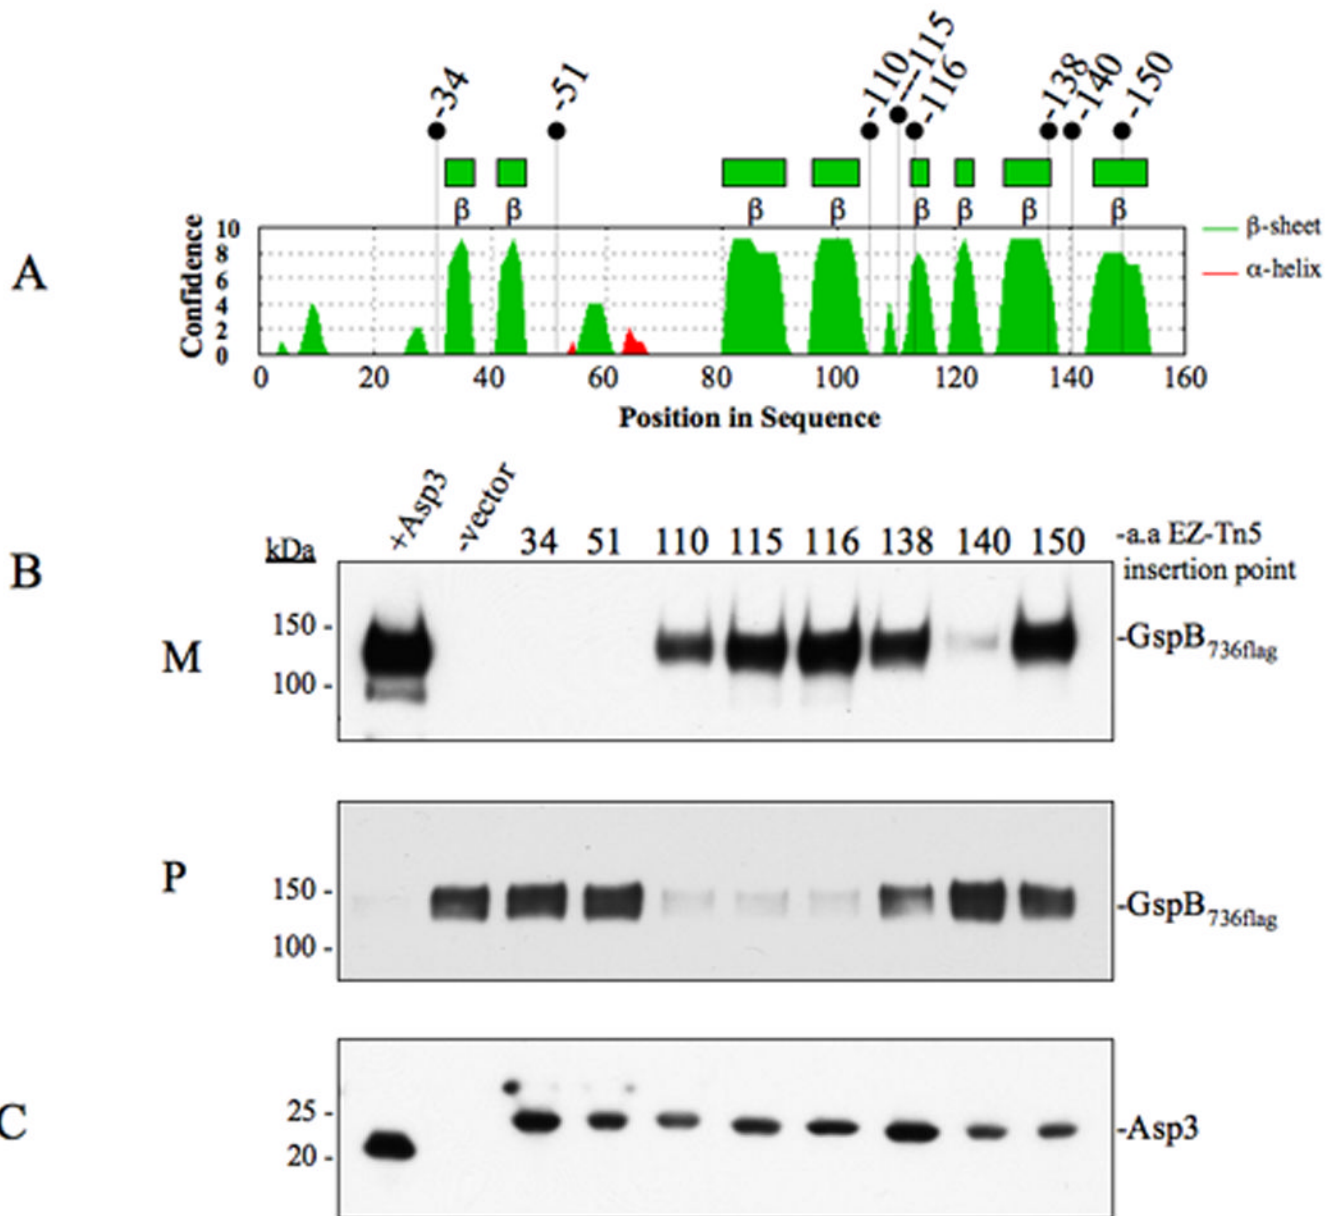 -34 -51 -110 ---115 -116 -138 -140 -150
β β β β β β β β
A
Confidence
10
8
6
4
2
0
0 20 40 60 80 100 120 140 160
Position in Sequence
β-sheet
α-helix
B
kDa +Asp3 -vector 34 51 110 115 116 138 140 150 -a.a EZ-Tn5
insertion point
M
150 -
100 -
-GspB736flag
P
150 -
100 -
-GspB736flag
C
25 -
20 -
-Asp3